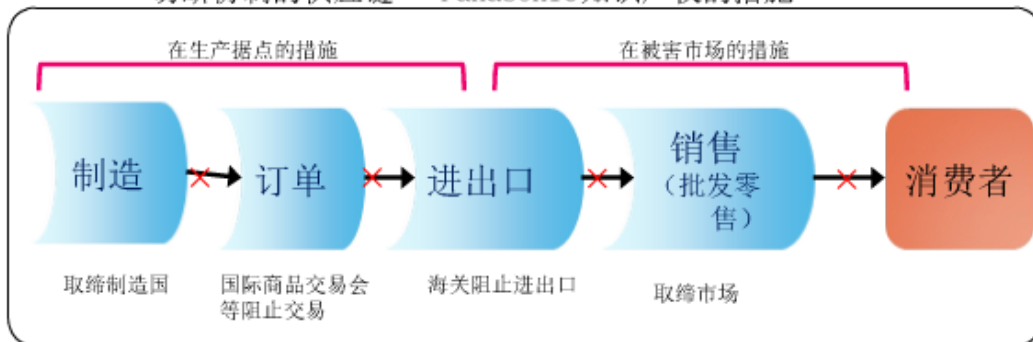 在生产据点的措施
在被害市场的措施
制造
订单
进出口
销售
（批发零
售）
消费者
取缔制造国
国际商品交易会
等阻止交易
海关阻止进出口
取缔市场